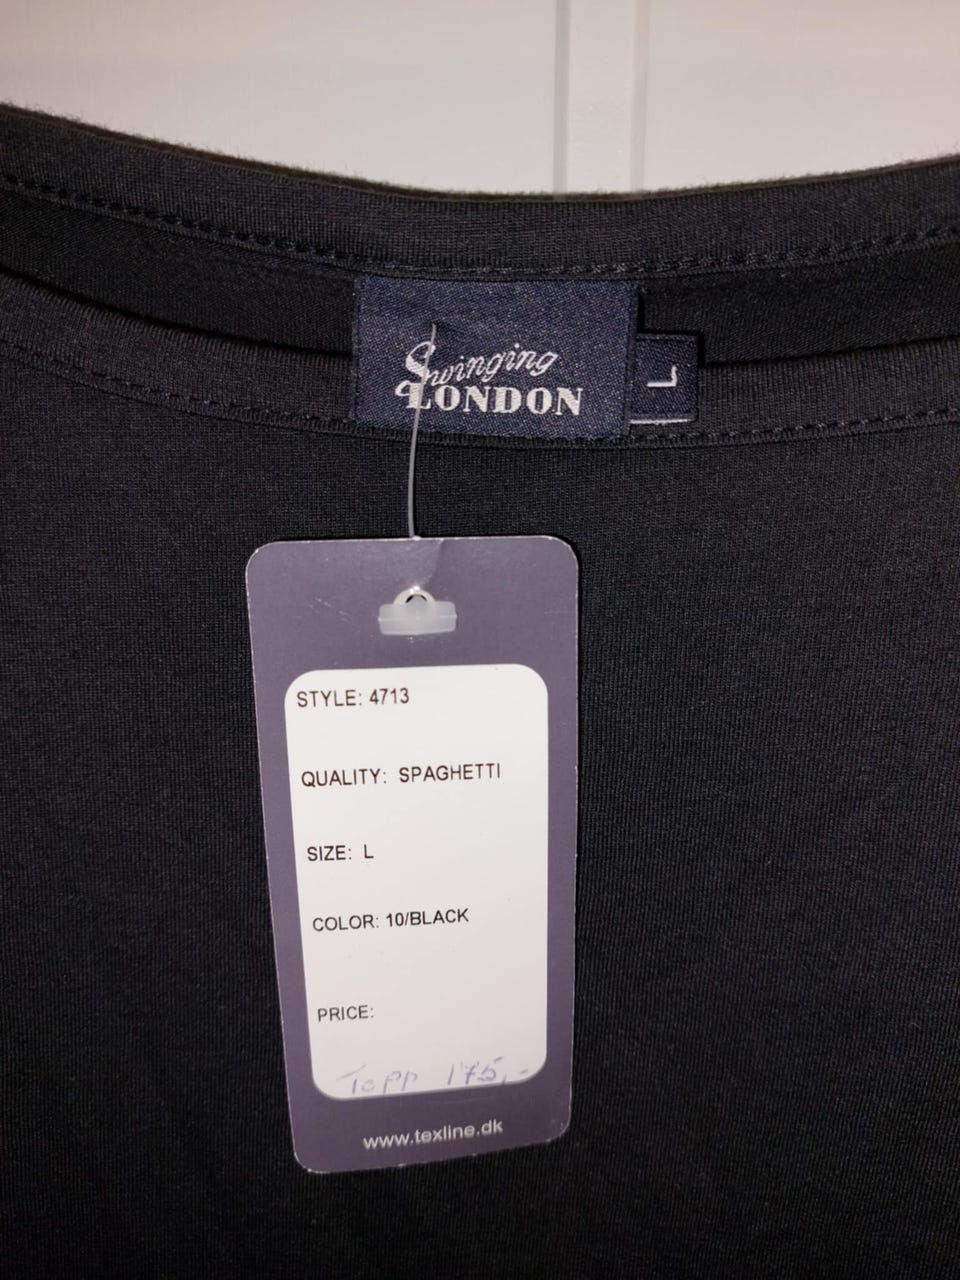 Swinging
LONDON
L
STYLE: 4713
QUALITY: SPAGHETTI
SIZE: L
COLOR: 10/BLACK
PRICE:
Topp 175,-
www.texline.dk